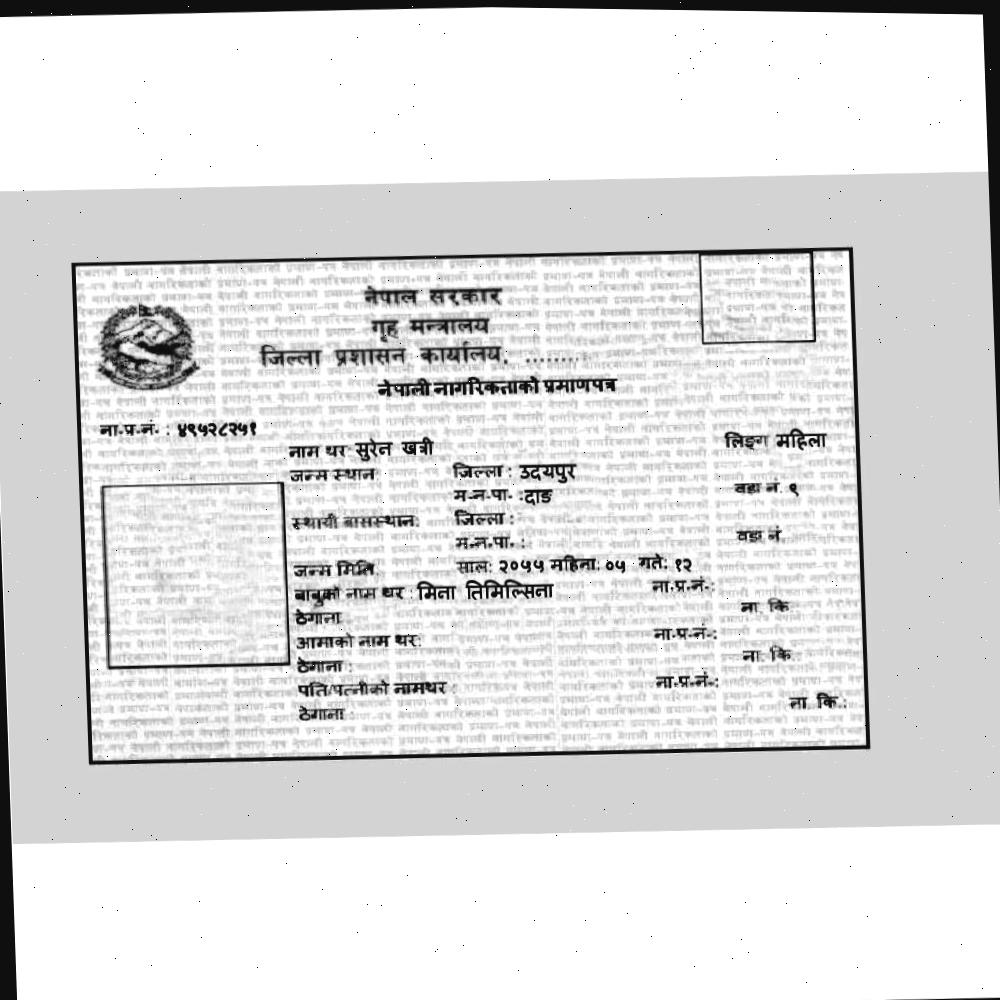 नेपाल सरकार
गृह मन्त्रालय
जिल्ला प्रशासन कार्यालय, ........
नेपाली नागरिकताको प्रमाणपत्र
ना.प्र.नं. : ४९५२८२५१
नाम थर सुरेन खत्री लिङ्ग महिला
जन्म स्थान: जिल्ला : उदयपुर
म.न.पा. :दाङ वडा नं. ९
स्थायी बासस्थान: जिल्ला :
म.न.पा. : वडा नं.
जन्म मिति: साल: २०५५ महिना: ०५ गते: १२
बाबुको नाम थर : मिना तिमिल्सिना ना.प्र.नं.:
ठेगाना ना. कि
आमाको नाम थर: ना.प्र.नं.:
ठेगाना : ना. कि.
पति/पत्नीको नामथर : ना.प्र.नं.:
ठेगाना : ना. कि.: